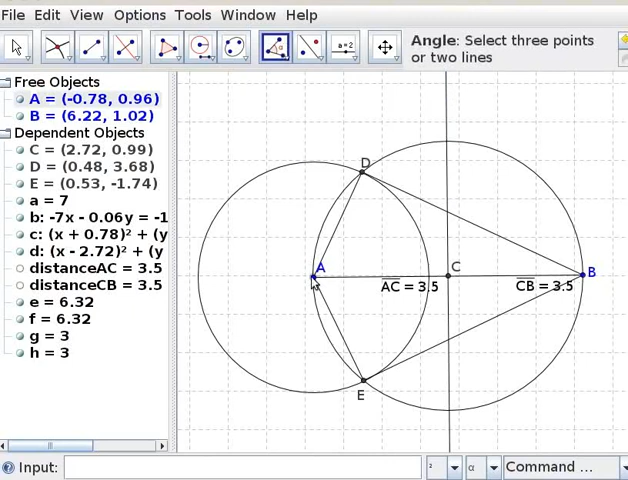 File Edit View Options Tools Window Help
Angle: Select three points
or two lines
Free Objects
A = (-0.78, 0.96)
B = (6.22, 1.02)
Dependent Objects
C = (2.72, 0.99)
D = (0.48, 3.68)
E = (0.53, -1.74)
a = 7
b: -7x - 0.06y = -1
c: (x + 0.78)² + (y
d: (x - 2.72)² + (y
distanceAC = 3.5
distanceCB = 3.5
e = 6.32
f = 6.32
g = 3
h = 3
D
A
C
B
AC = 3.5
CB = 3.5
E
Input:
²
α
Command ...
a=2